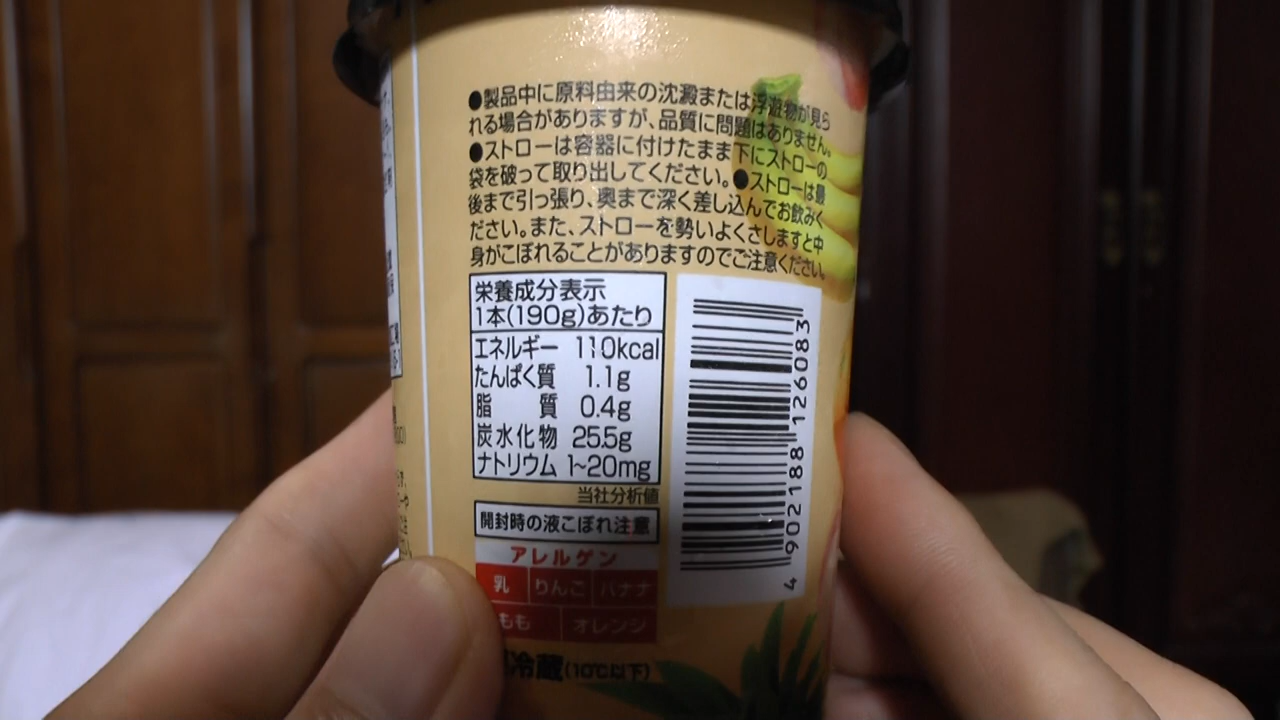 ●製品中に原料由来の沈澱または浮遊物が見ら
れる場合がありますが、品質に問題はありません。
●ストローは容器に付けたまま下にストローの
袋を破って取り出してください。●ストローは最
後まで引っ張り、奥まで深く差し込んでお飲みく
ださい。また、ストローを勢いよくさしますと中
身がこぼれることがありますのでご注意ください。
栄養成分表示
1本(190g)あたり
エネルギー 110kcal
たんぱく質 1.1g
脂質 0.4g
炭水化物 25.5g
ナトリウム 1~20mg
当社分析値
開封時の液こぼれ注意
アレルゲン
乳 りんご バナナ
もも オレンジ
冷蔵(10℃以下)
4 902188 126083